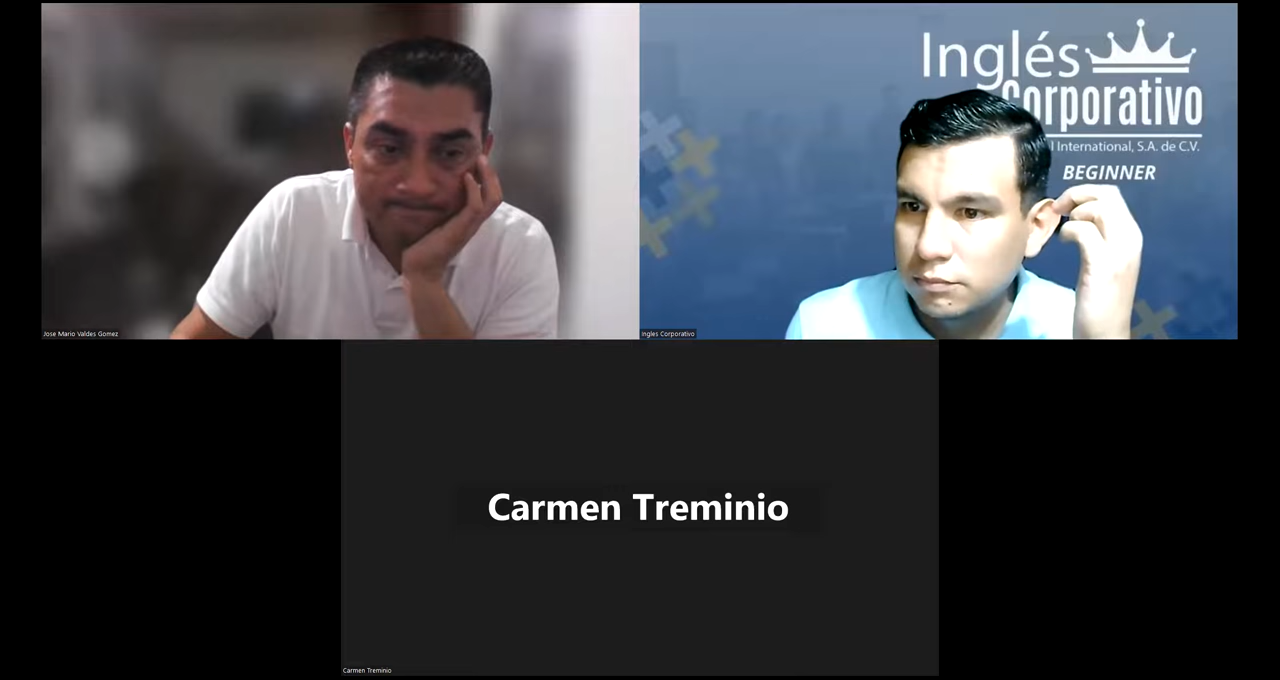 Inglés
Corporativo
l International, S.A. de C.V.
BEGINNER
Jose Mario Valdes Gomez
Ingles Corporativo
Carmen Treminio
Carmen Treminio